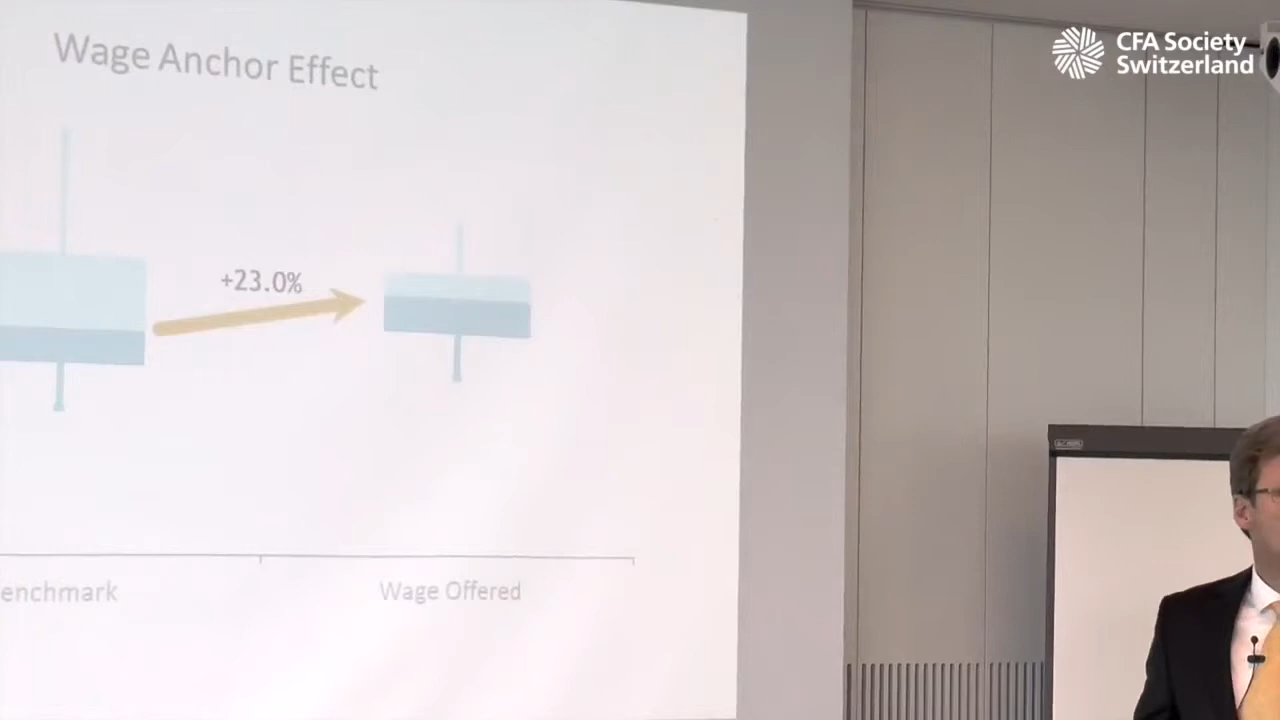 Wage Anchor Effect
CFA Society
Switzerland
+23.0%
enchmark
Wage Offered